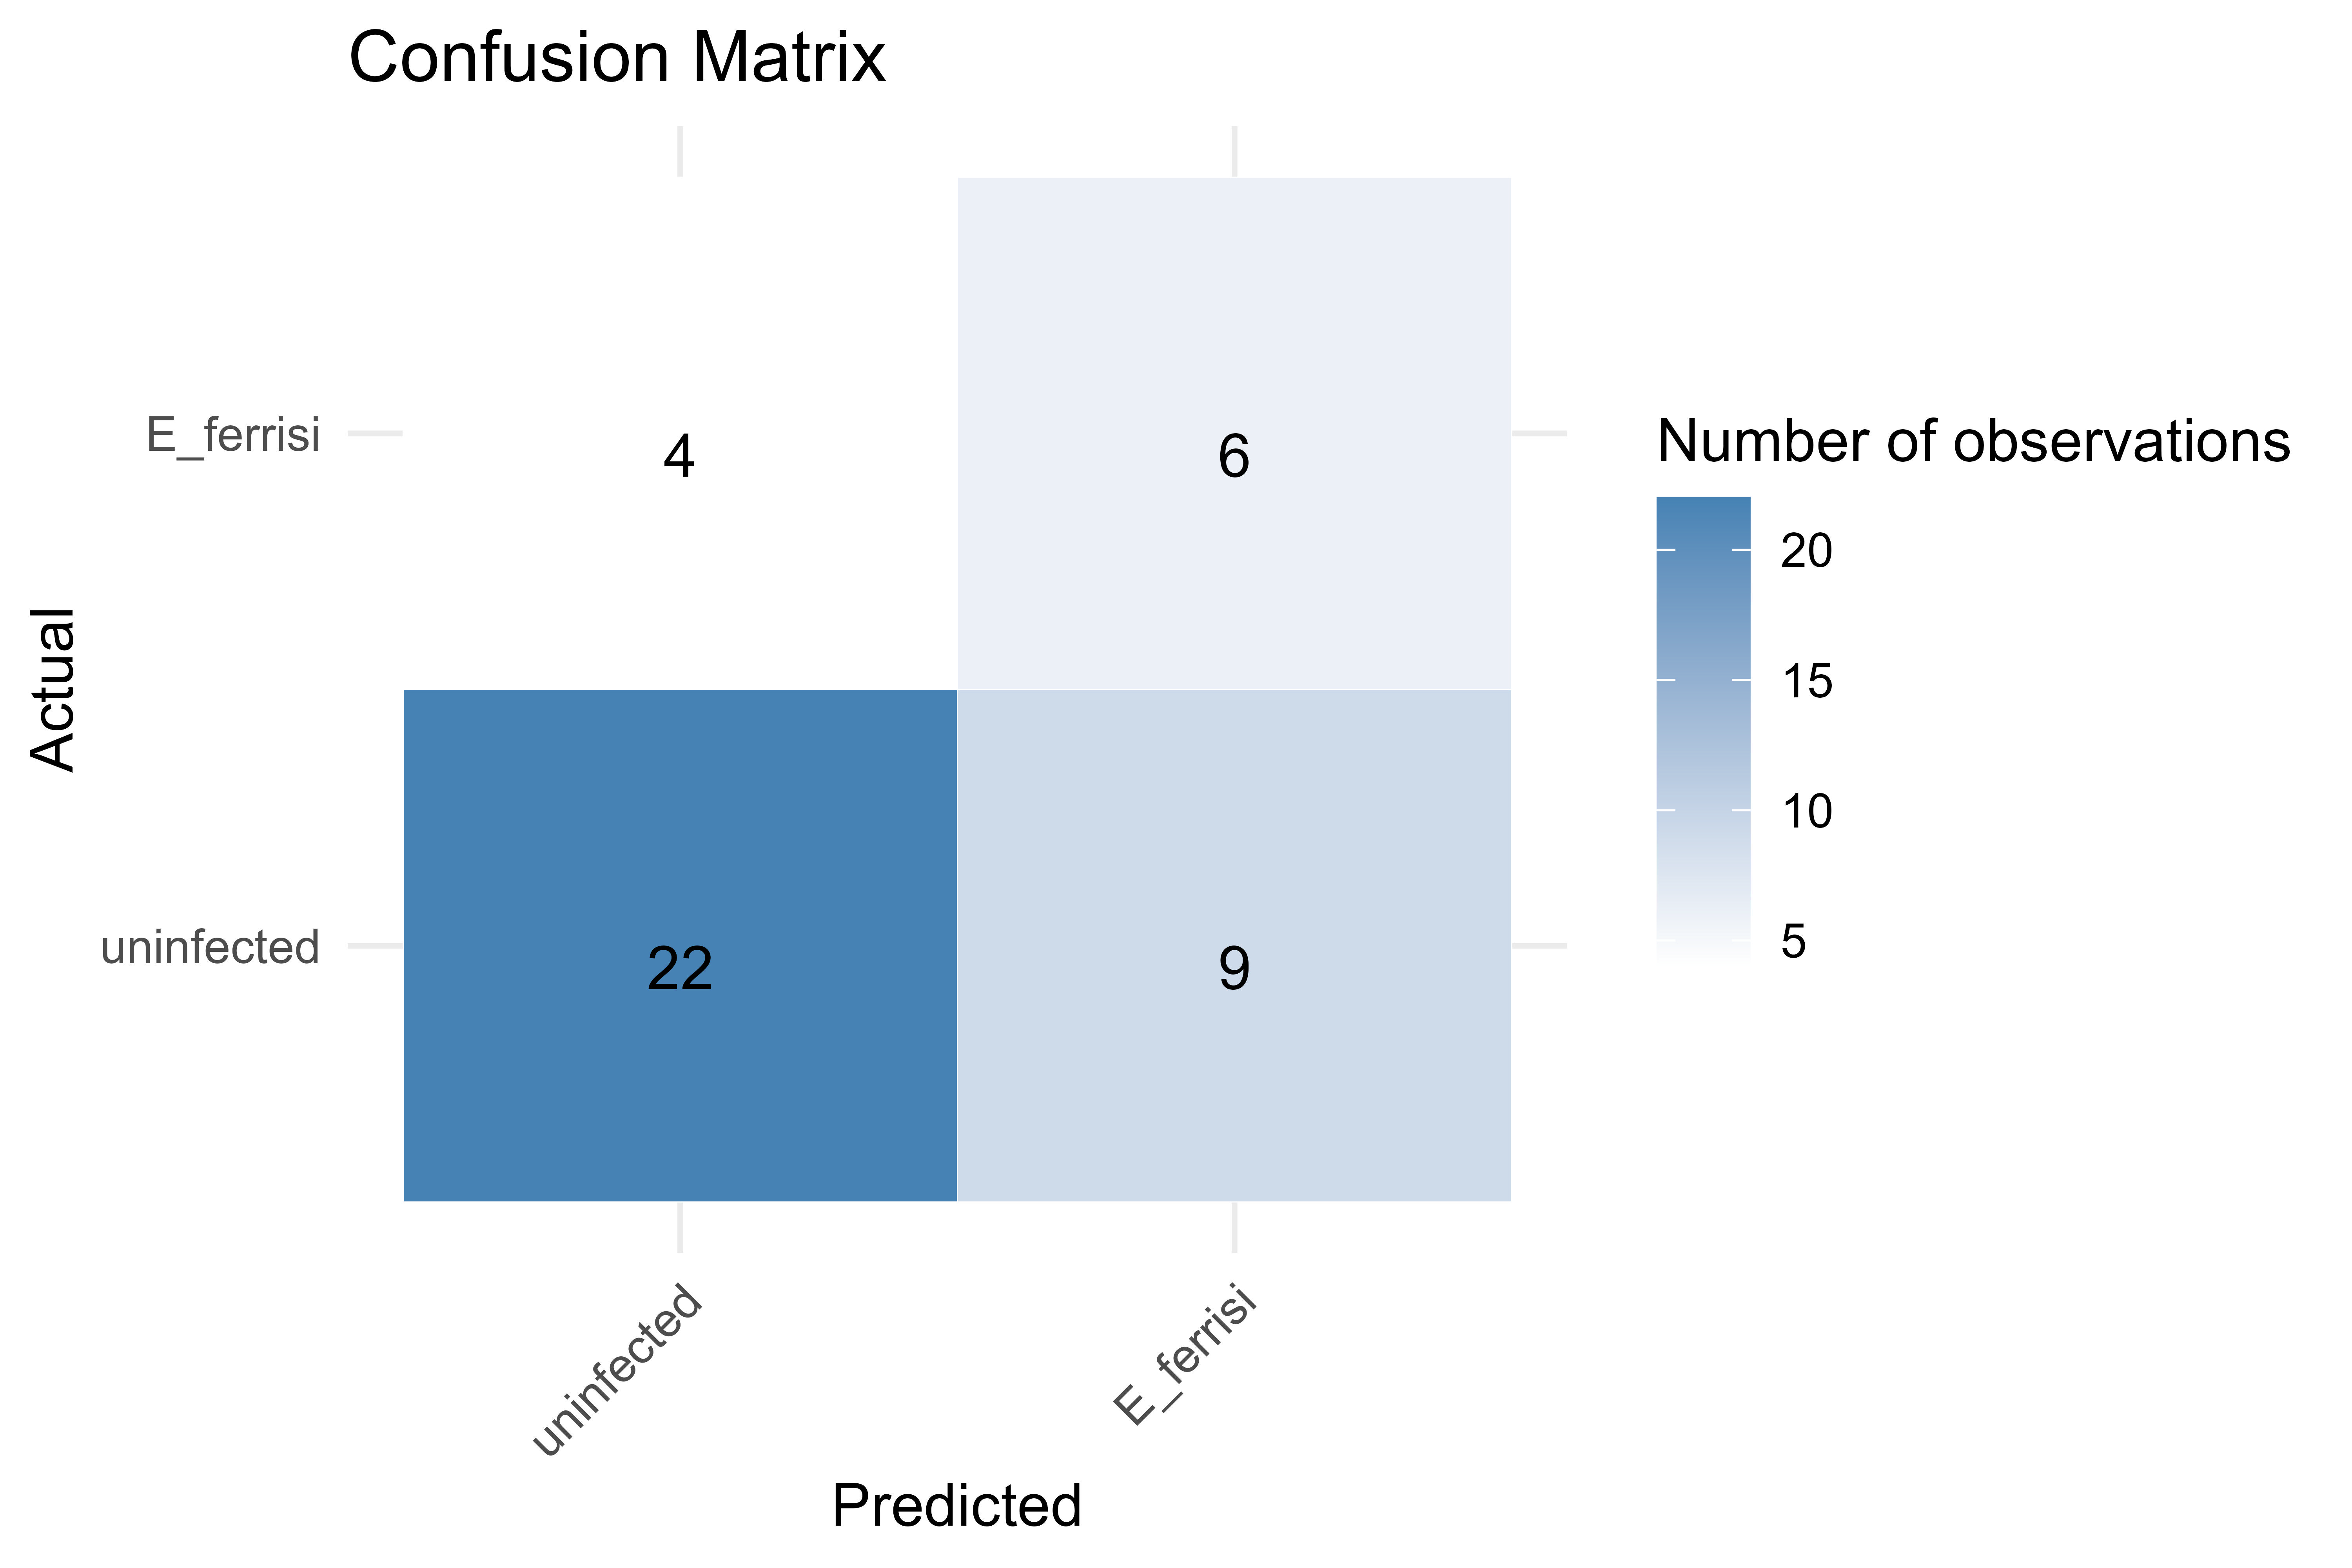 Confusion Matrix
Actual
E_ferrisi
4
6
uninfected
22
9
uninfected
E_ferrisi
Predicted
Number of observations
20
15
10
5